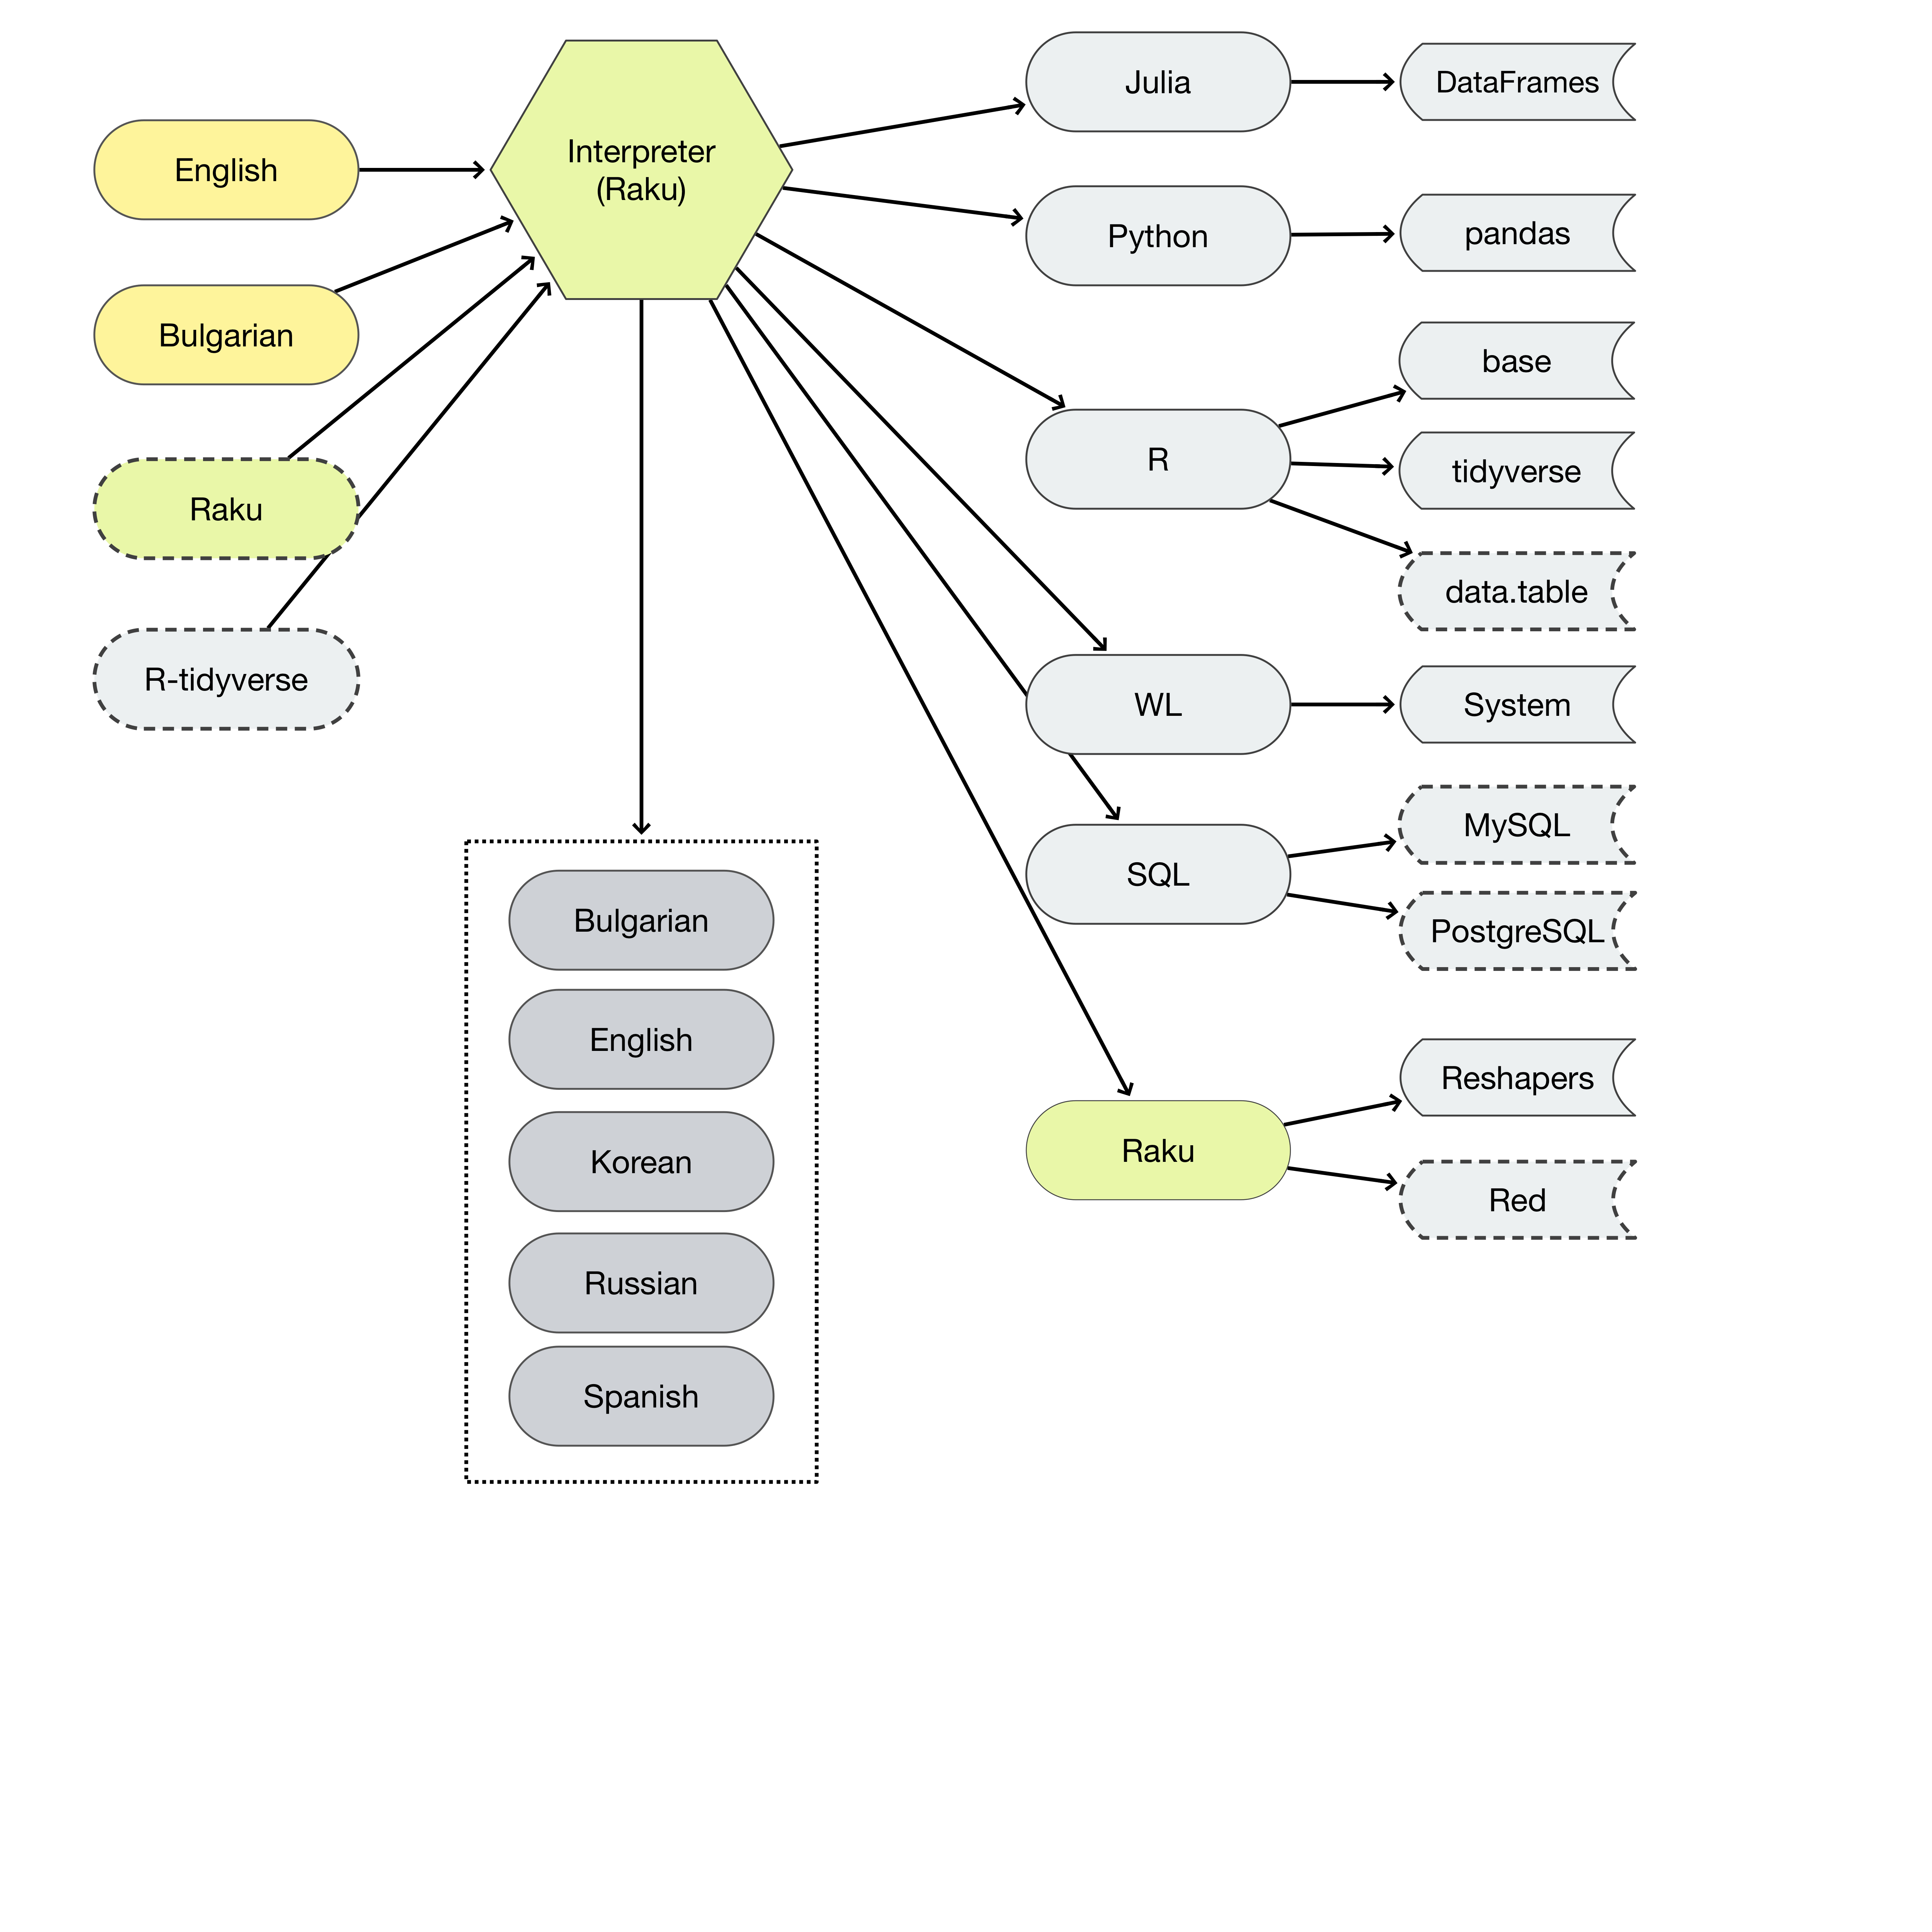 English
Bulgarian
Raku
R-tidyverse
Interpreter
(Raku)
Bulgarian
English
Korean
Russian
Spanish
Julia
DataFrames
Python
pandas
R
base
tidyverse
data.table
WL
System
SQL
MySQL
PostgreSQL
Raku
Reshapers
Red